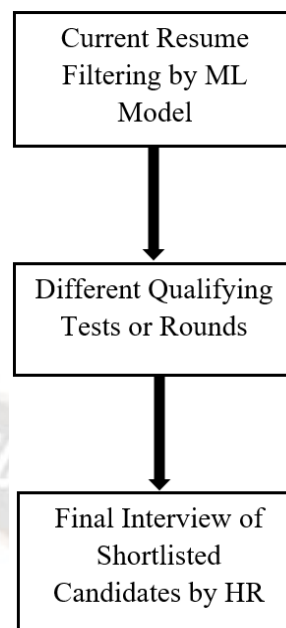 Current Resume
Filtering by ML
Model
Different Qualifying
Tests or Rounds
Final Interview of
Shortlisted
Candidates by HR